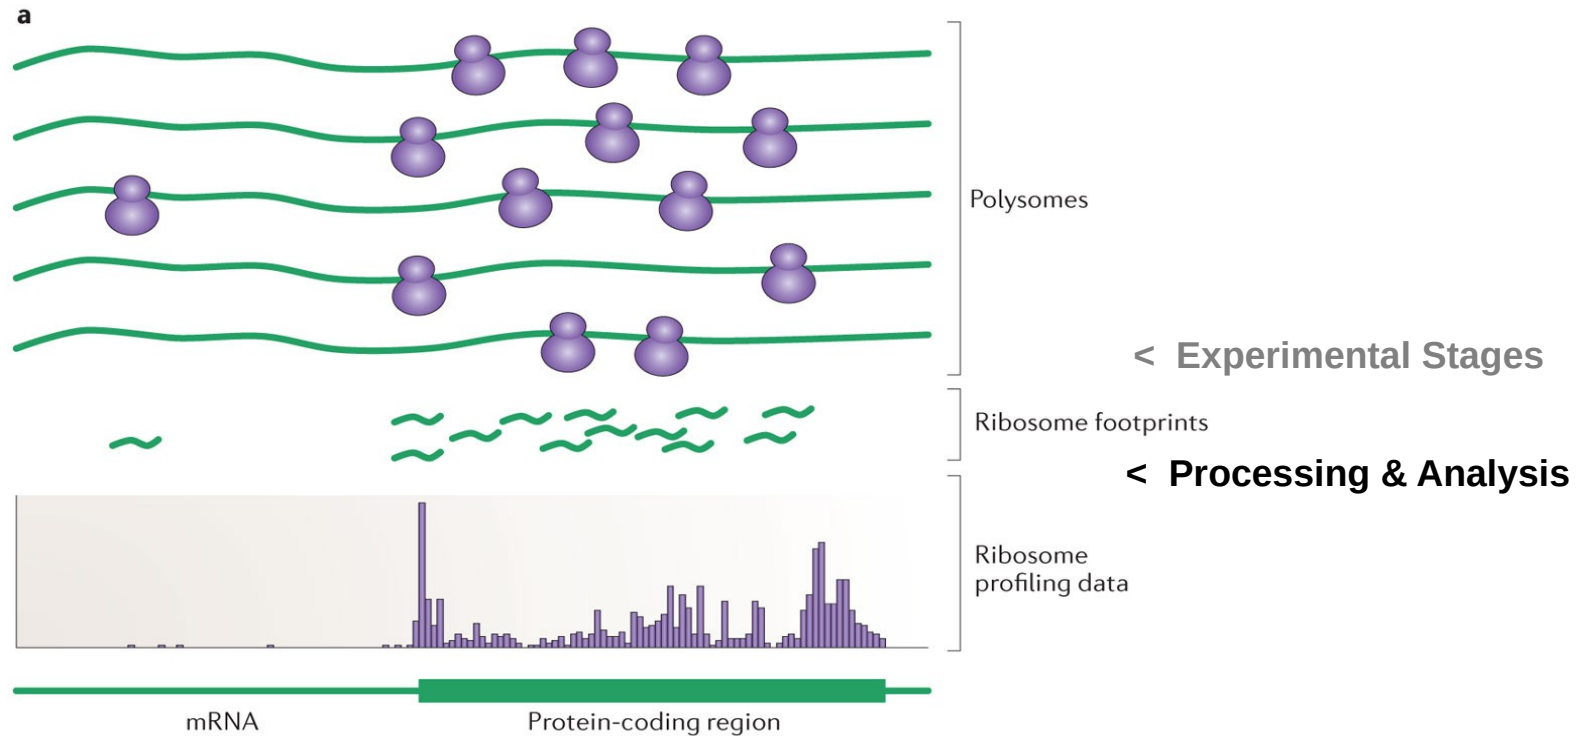 a
Polysomes
< Experimental Stages
Ribosome footprints
< Processing & Analysis
Ribosome
profiling data
mRNA
Protein-coding region